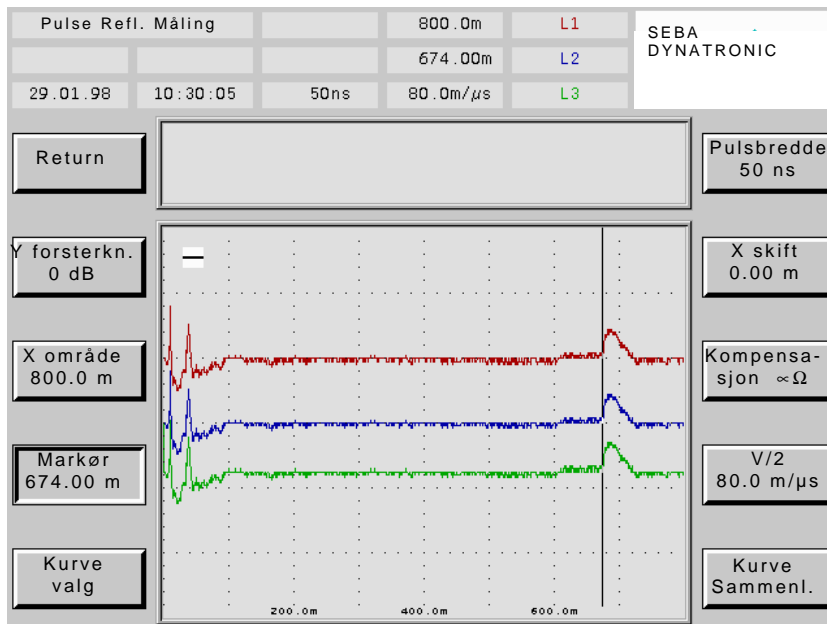 Pulse Refl. Måling 800.0m L1
SEBA
DYNATRONIC
674.00m L2
29.01.98 10:30:05 50ns 80.0m/µs L3
Return
Pulsbredde
50 ns
Y forsterkn.
0 dB
X skift
0.00 m
X område
800.0 m
Kompensa-
sjon ∝Ω
Markør
674.00 m
V/2
80.0 m/µs
Kurve
valg
Kurve
Sammenl.
200.0m 400.0m 600.0m